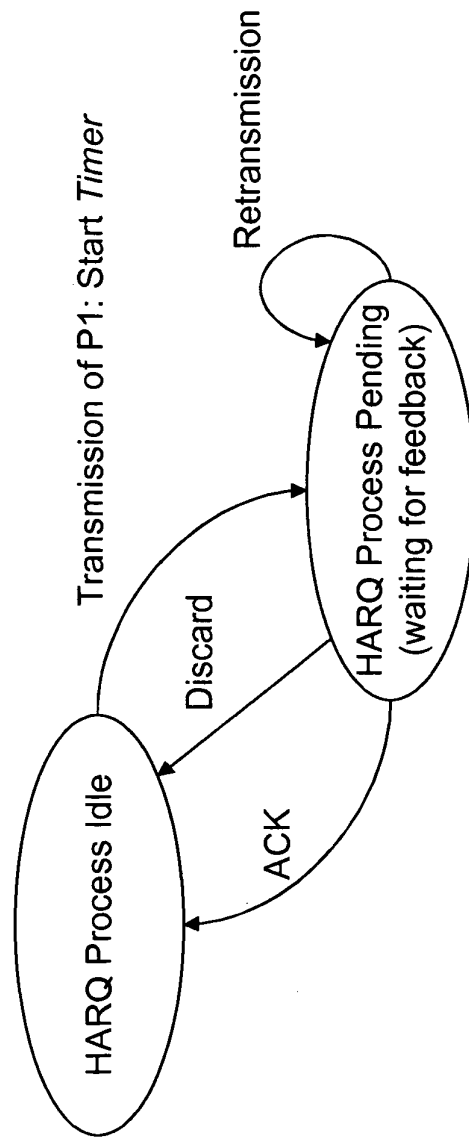 Transmission of P1: Start Timer
HARQ Process Idle
Discard
Retransmission
ACK
HARQ Process Pending
(waiting for feedback)